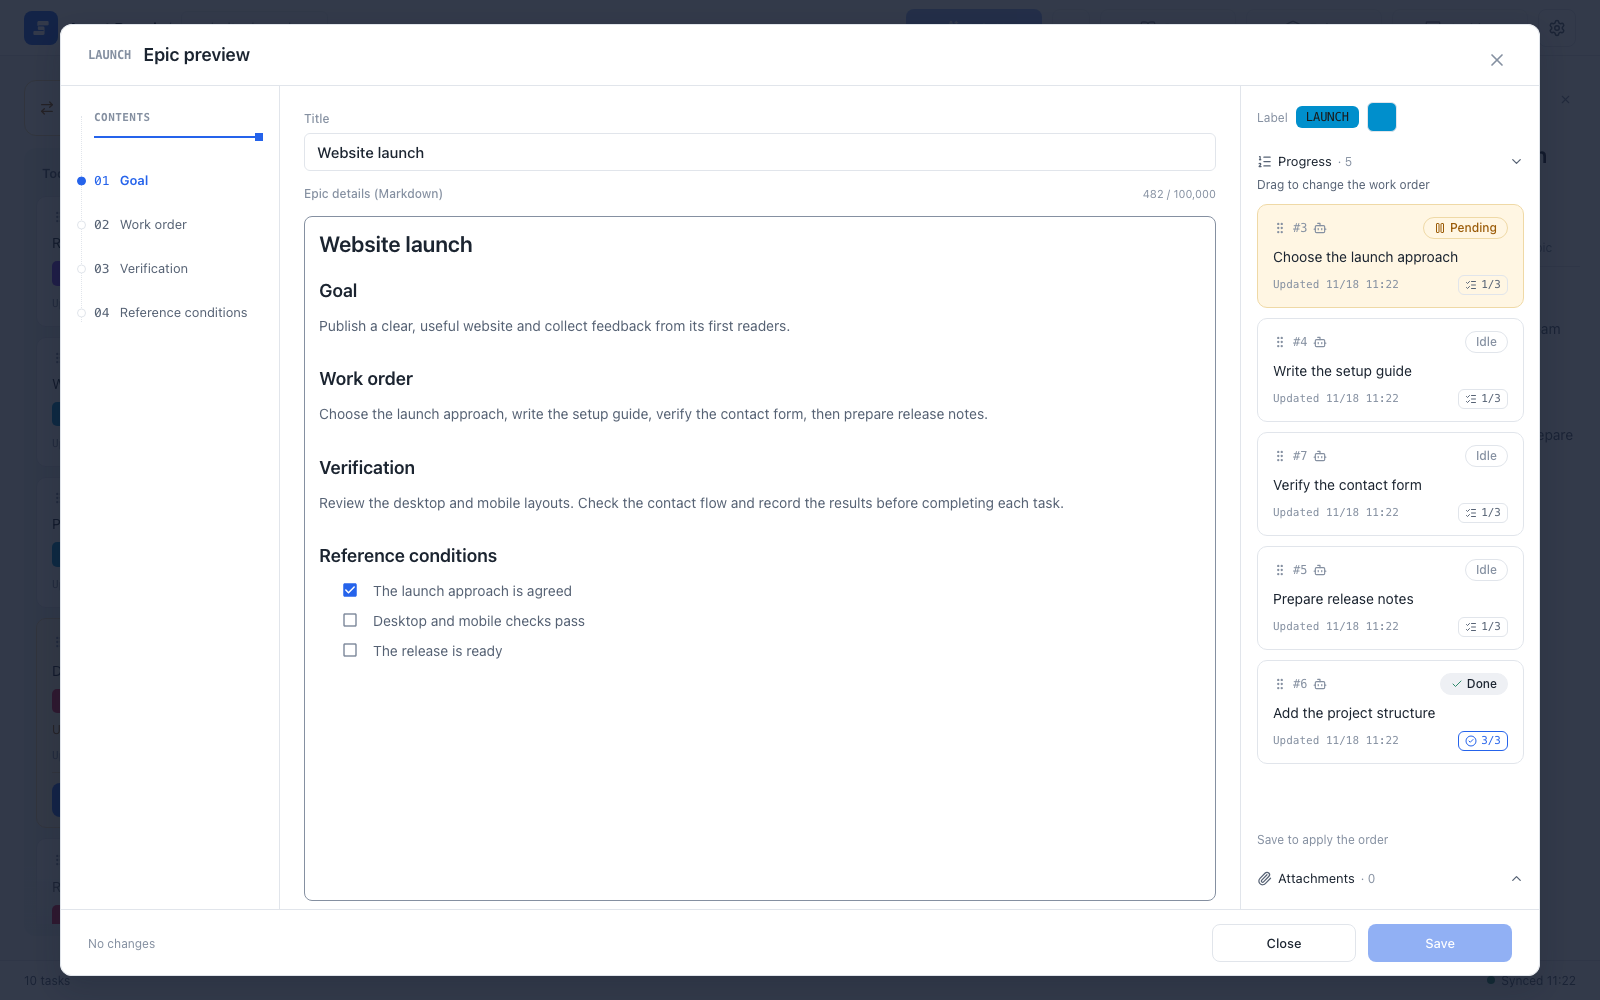 LAUNCH Epic preview
CONTENTS
01 Goal
02 Work order
03 Verification
04 Reference conditions
Title
Website launch
Epic details (Markdown)
482 / 100,000
Website launch
Goal
Publish a clear, useful website and collect feedback from its first readers.
Work order
Choose the launch approach, write the setup guide, verify the contact form, then prepare release notes.
Verification
Review the desktop and mobile layouts. Check the contact flow and record the results before completing each task.
Reference conditions
The launch approach is agreed
Desktop and mobile checks pass
The release is ready
Label LAUNCH
Progress · 5
Drag to change the work order
#3 Pending
Choose the launch approach
Updated 11/18 11:22 1/3
#4 Idle
Write the setup guide
Updated 11/18 11:22 1/3
#7 Idle
Verify the contact form
Updated 11/18 11:22 1/3
#5 Idle
Prepare release notes
Updated 11/18 11:22 1/3
#6 Done
Add the project structure
Updated 11/18 11:22 3/3
Save to apply the order
Attachments · 0
No changes
Close
Save
10 tasks
Synced 11:22